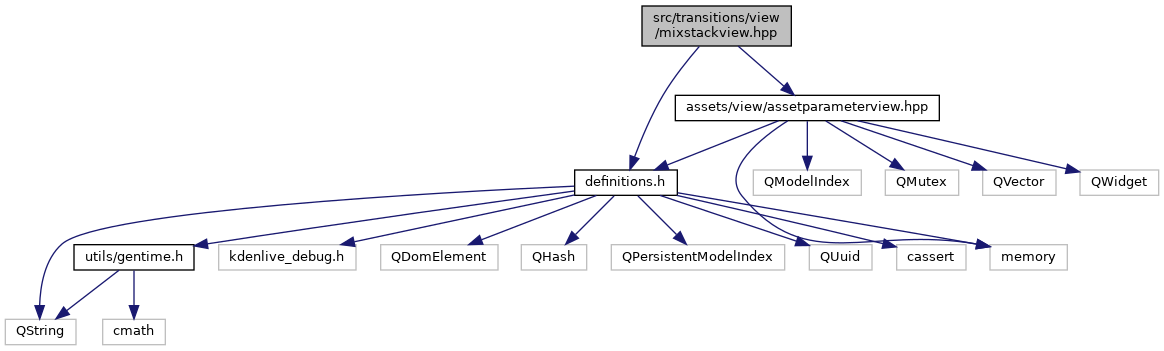 src/transitions/view
/mixstackview.hpp
assets/view/assetparameterview.hpp
definitions.h
QModelIndex
QMutex
QVector
QWidget
utils/gentime.h
kdenlive_debug.h
QDomElement
QHash
QPersistentModelIndex
QUuid
cassert
memory
QString
cmath